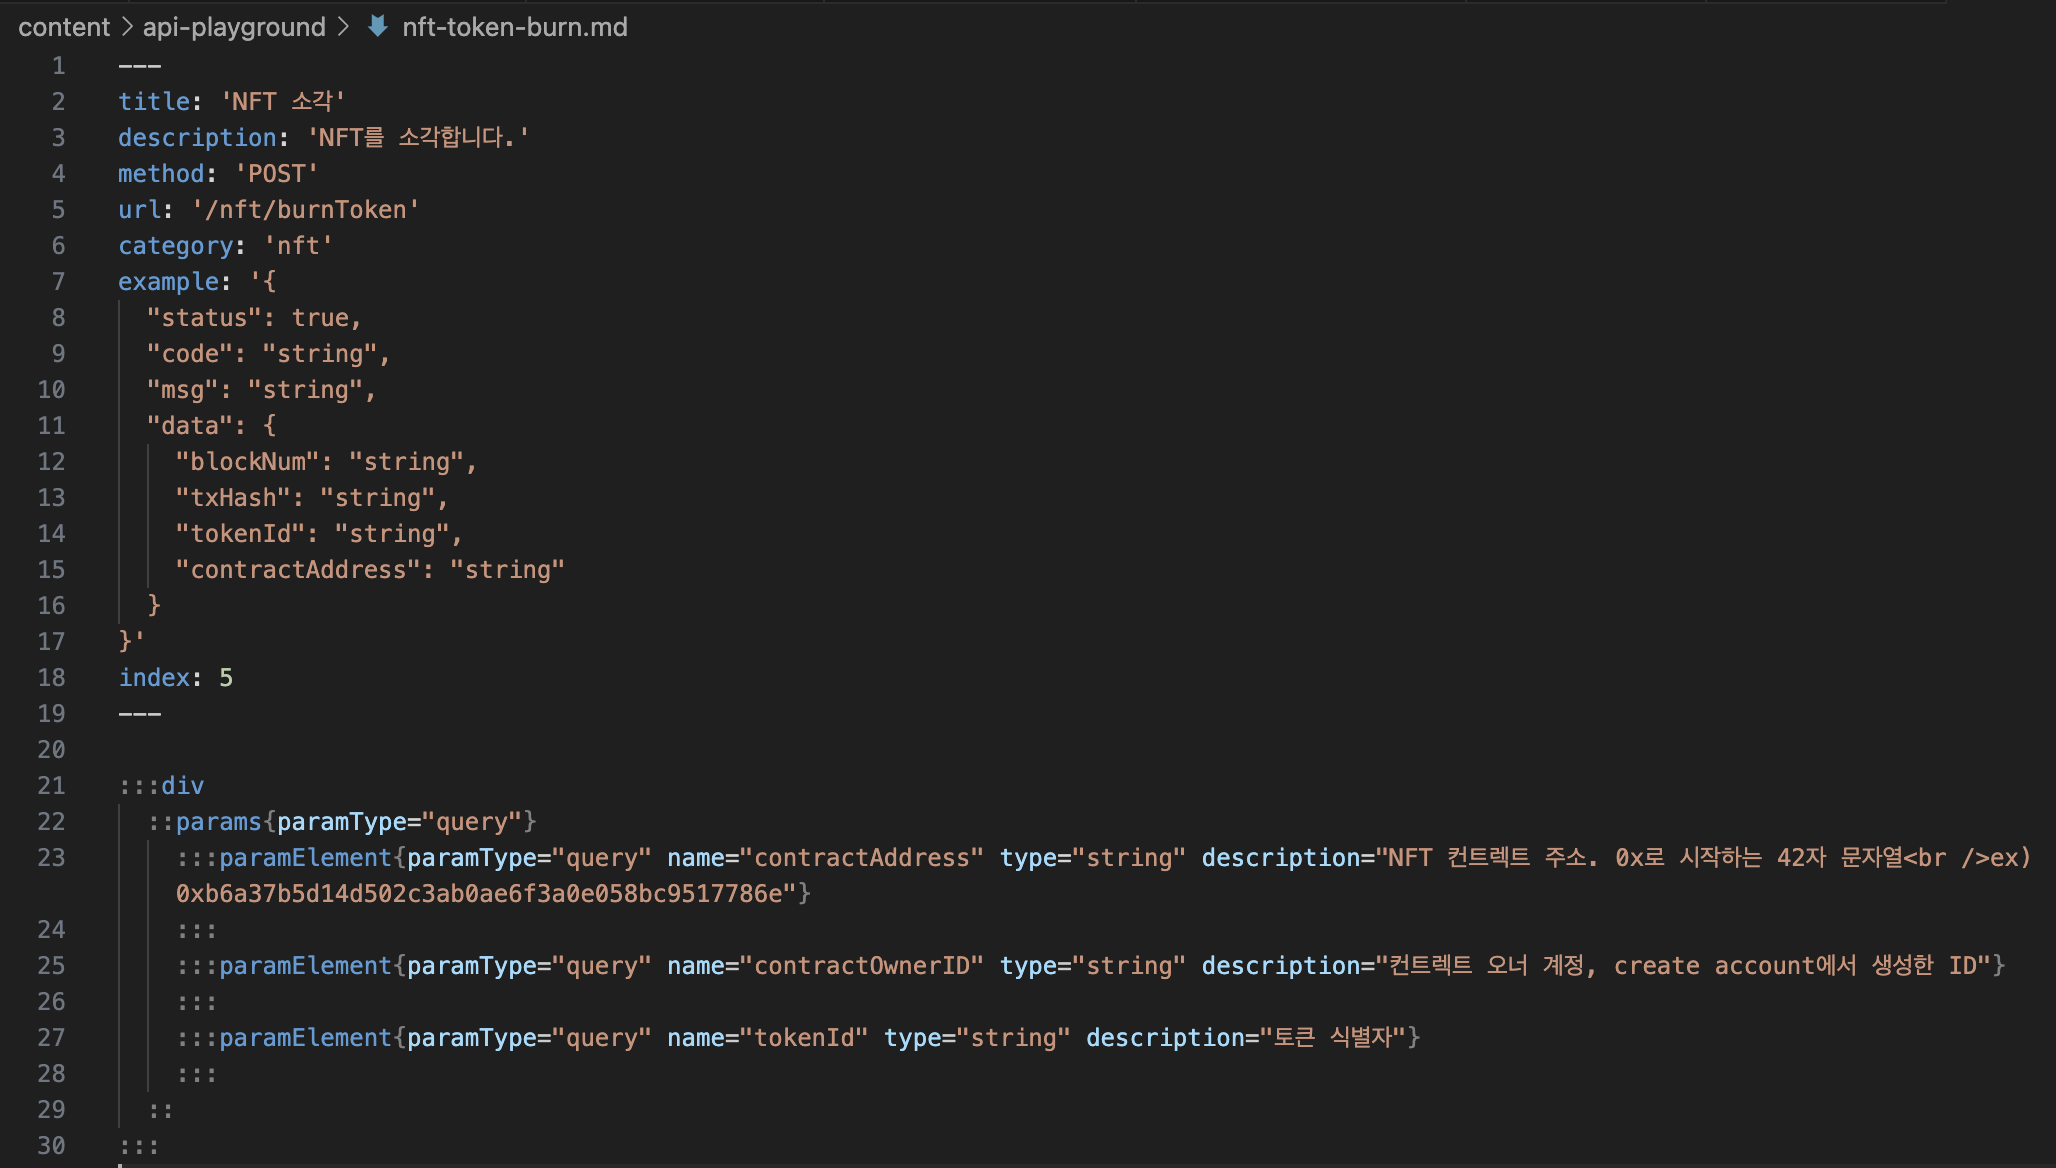 content > api-playground > nft-token-burn.md
1 ---
2 title: 'NFT 소각'
3 description: 'NFT를 소각합니다.'
4 method: 'POST'
5 url: '/nft/burnToken'
6 category: 'nft'
7 example: '{
8   "status": true,
9   "code": "string",
10   "msg": "string",
11   "data": {
12     "blockNum": "string",
13     "txHash": "string",
14     "tokenId": "string",
15     "contractAddress": "string"
16   }
17 }'
18 index: 5
19 ---
20
21 :::div
22   ::params{paramType="query"}
23     :::paramElement{paramType="query" name="contractAddress" type="string" description="NFT 컨트렉트 주소. 0x로 시작하는 42자 문자열<br />ex)
0xb6a37b5d14d502c3ab0ae6f3a0e058bc9517786e"}
24     :::
25     :::paramElement{paramType="query" name="contractOwnerID" type="string" description="컨트렉트 오너 계정, create account에서 생성한 ID"}
26     :::
27     :::paramElement{paramType="query" name="tokenId" type="string" description="토큰 식별자"}
28     :::
29   ::
30 :::